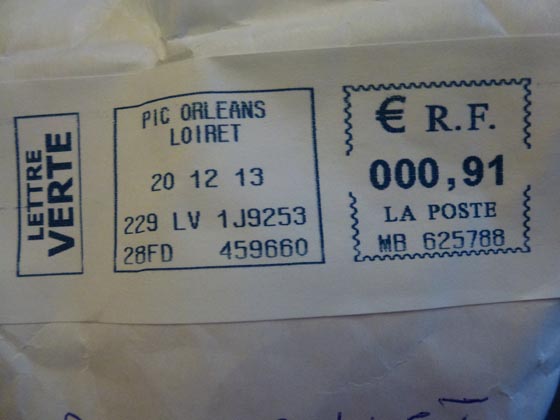 LETTRE
VERTE
PIC ORLEANS
LOIRET
20 12 13
229 LV 1J9253
28FD 459660
€ R.F.
000,91
LA POSTE
MB 625788